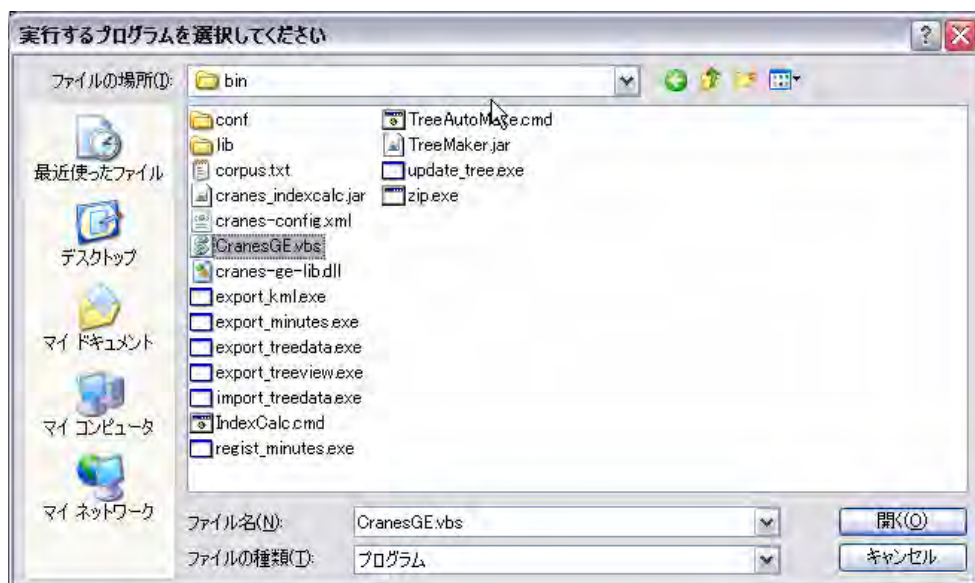 実行するプログラムを選択してください
ファイルの場所(I):
bin
最近使ったファイル
デスクトップ
マイ ドキュメント
マイ コンピュータ
マイ ネットワーク
conf
lib
corpus.txt
cranes_indexcalc.jar
cranes-config.xml
CranesGE.vbs
cranes-ge-lib.dll
export_kml.exe
export_minutes.exe
export_treedata.exe
export_treeview.exe
import_treedata.exe
IndexCalc.cmd
regist_minutes.exe
TreeAutoMake.cmd
TreeMaker.jar
update_tree.exe
zip.exe
ファイル名(N):
CranesGE.vbs
開く(O)
ファイルの種類(T):
プログラム
キャンセル